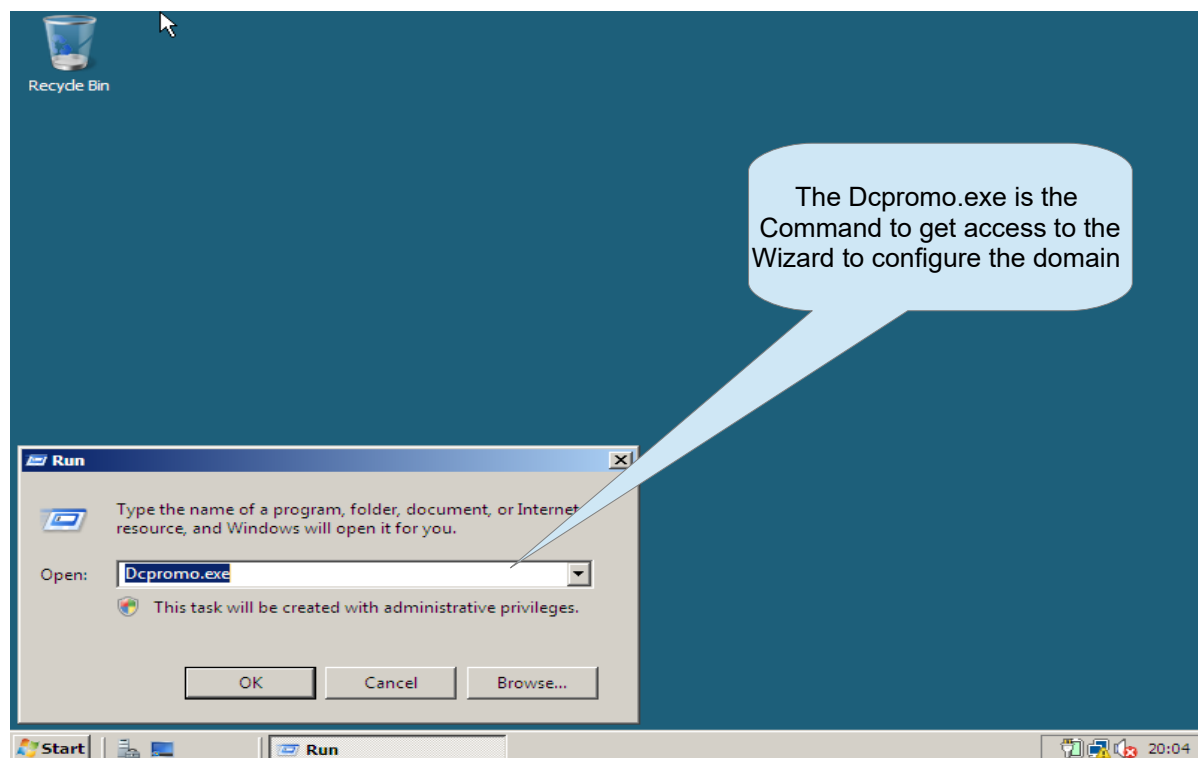 Recycle Bin
The Dcpromo.exe is the
Command to get access to the
Wizard to configure the domain
Run
Type the name of a program, folder, document, or Internet
resource, and Windows will open it for you.
Open:
Dcpromo.exe
This task will be created with administrative privileges.
OK
Cancel
Browse...
Start
Run
20:04